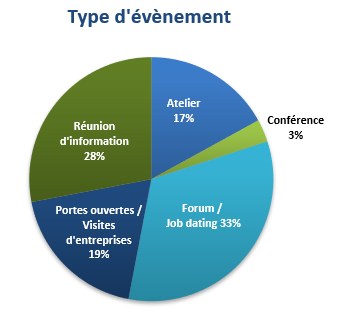 Type d'évènement
Atelier
17%
Conférence
3%
Réunion
d'information
28%
Portes ouvertes /
Visites
d'entreprises
19%
Forum /
Job dating 33%